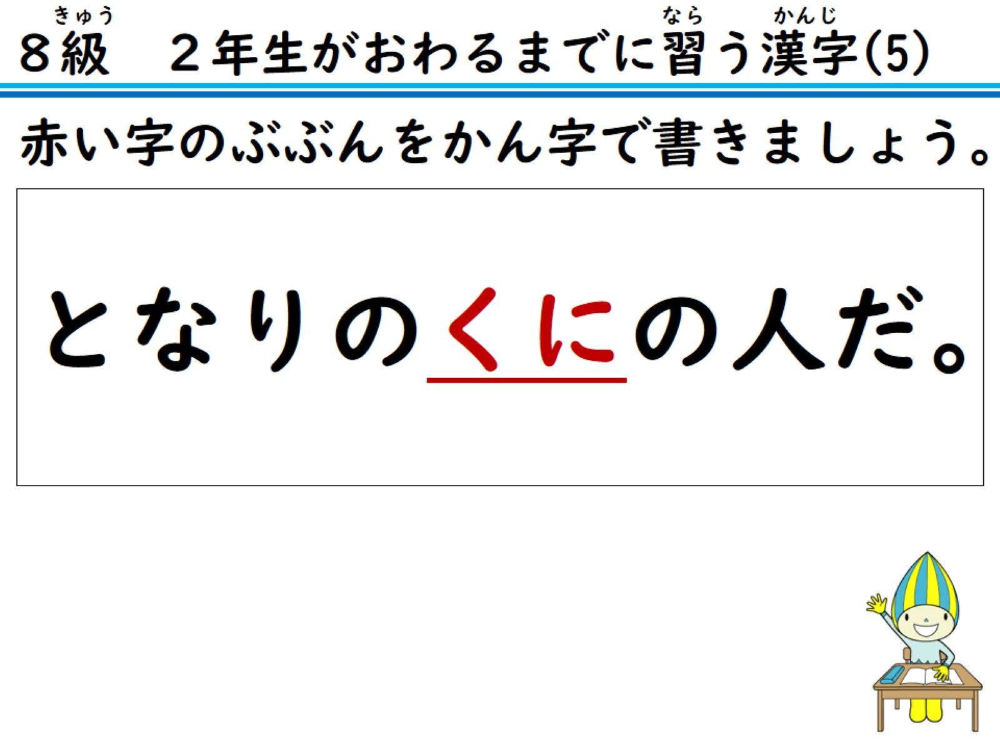 きゅう なら かんじ
８級　２年生がおわるまでに習う漢字(5)
赤い字のぶぶんをかん字で書きましょう。
となりのくにの人だ。